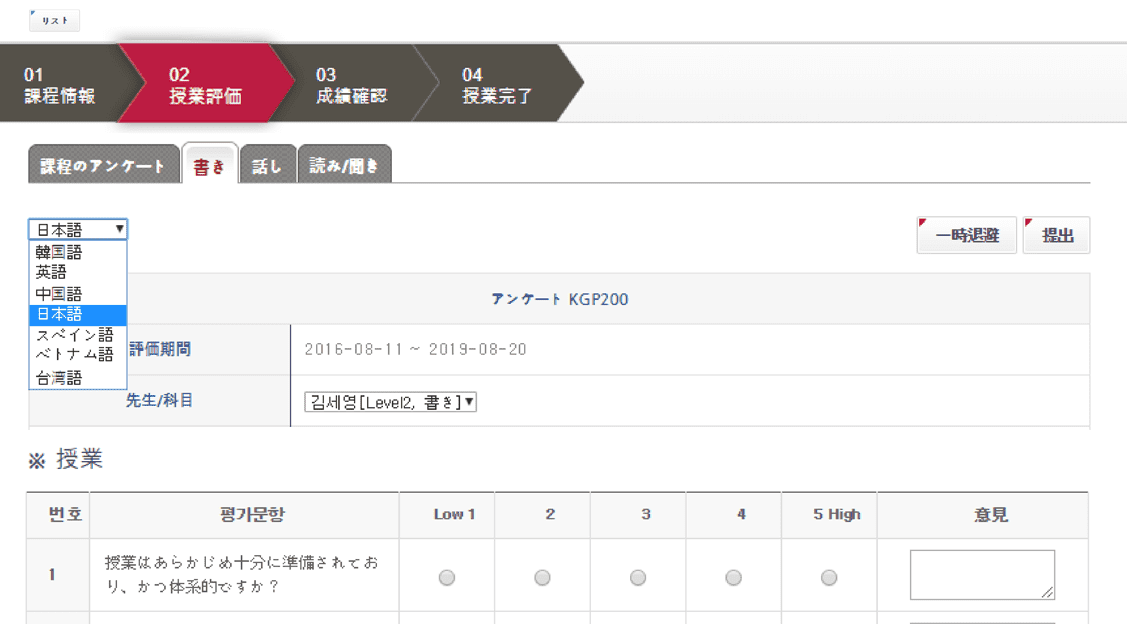 リスト
01
課程情報
02
授業評価
03
成績確認
04
授業完了
課程のアンケート
書き
話し
読み/聞き
日本語 ▼
韓国語
英語
中国語
日本語
スペイン語
ベトナム語
台湾語
一時退避
提出
アンケート KGP200
評価期間
2016-08-11 ~ 2019-08-20
先生/科目
김세영[Level2, 書き] ▼
※ 授業
번호 평가문항 Low 1 2 3 4 5 High 意見
1
授業はあらかじめ十分に準備されてお
り、かつ体系的ですか？